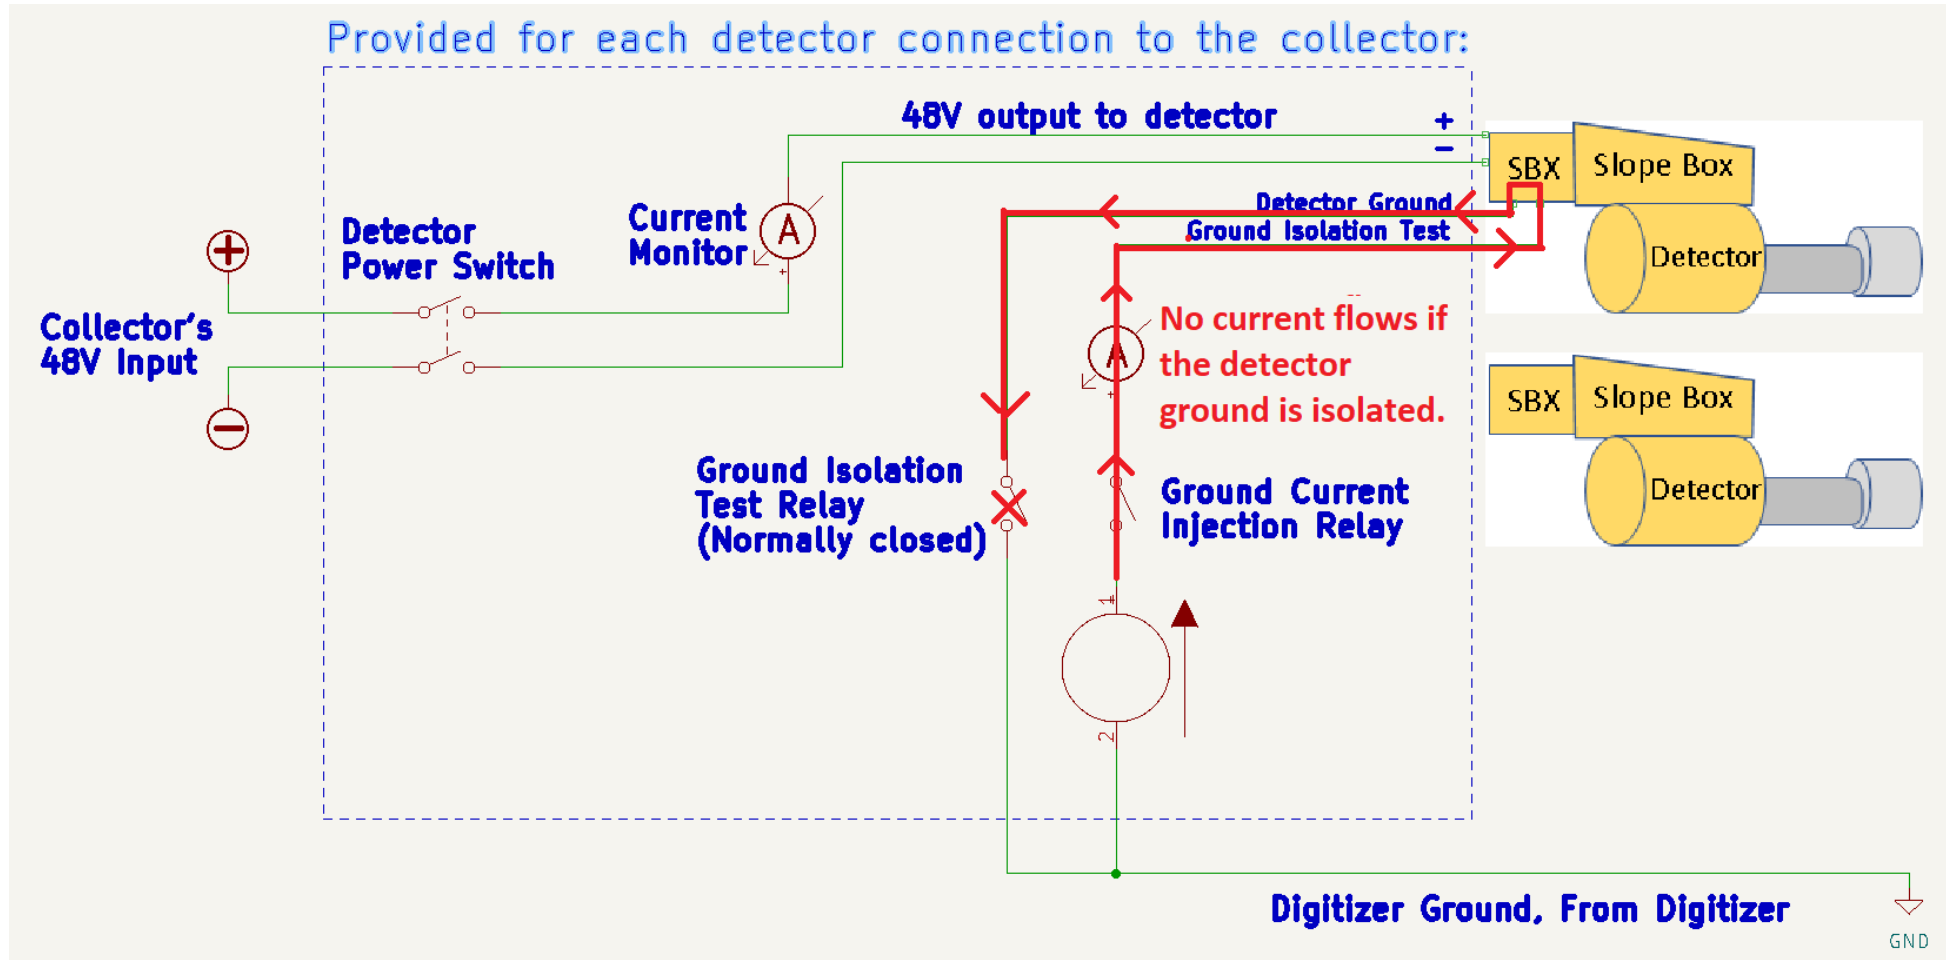 Provided for each detector connection to the collector:
48V output to detector
+
−
SBX
Slope Box
Detector
Detector Ground
Ground Isolation Test
Current
Monitor
A
+
Detector
Power Switch
Collector's
48V Input
+
−
No current flows if
the detector
ground is isolated.
A
+
SBX
Slope Box
Detector
Ground Isolation
Test Relay
(Normally closed)
Ground Current
Injection Relay
1
2
Digitizer Ground, From Digitizer
GND